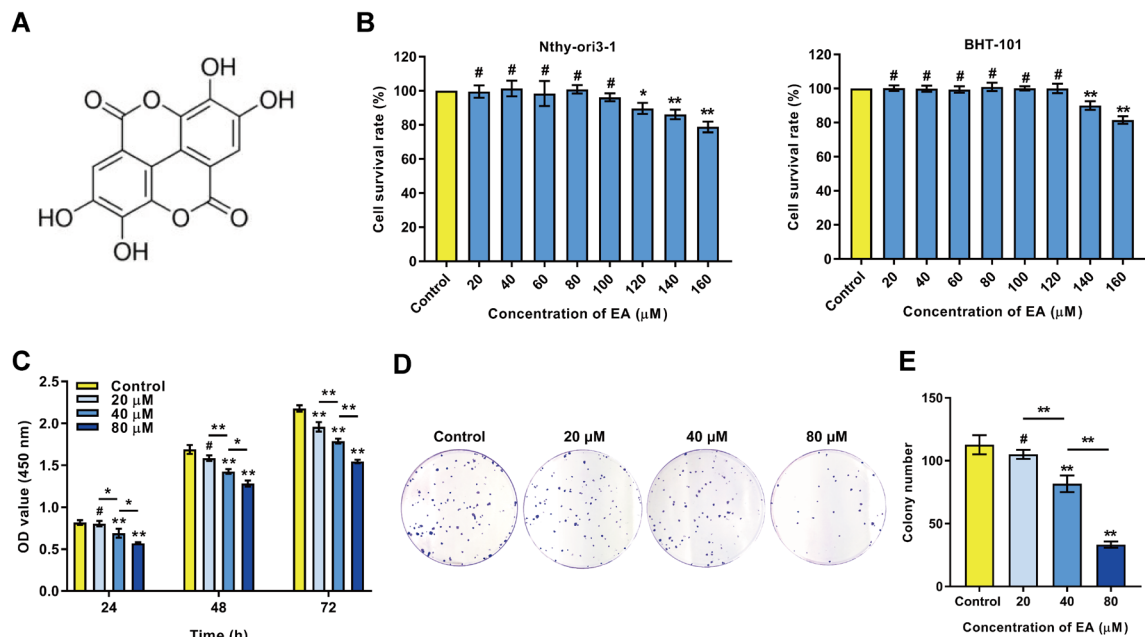 A
OH
O
O
OH
HO
O
O
OH
B
Nthy-ori3-1
Cell survival rate (%)
120
100
80
60
40
20
0
# # # # # * ** **
Control 20 40 60 80 100 120 140 160
Concentration of EA (μM)
BHT-101
Cell survival rate (%)
120
100
80
60
40
20
0
# # # # # # ** **
Control 20 40 60 80 100 120 140 160
Concentration of EA (μM)
C
OD value (450 nm)
2.5
2.0
1.5
1.0
0.5
0.0
Control
20 μM
40 μM
80 μM
* *
# ** **
** *
# ** **
** **
** ** **
24 48 72
Time (h)
D
Control 20 μM 40 μM 80 μM
E
Colony number
150
100
50
0
** **
# ** **
Control 20 40 80
Concentration of EA (μM)